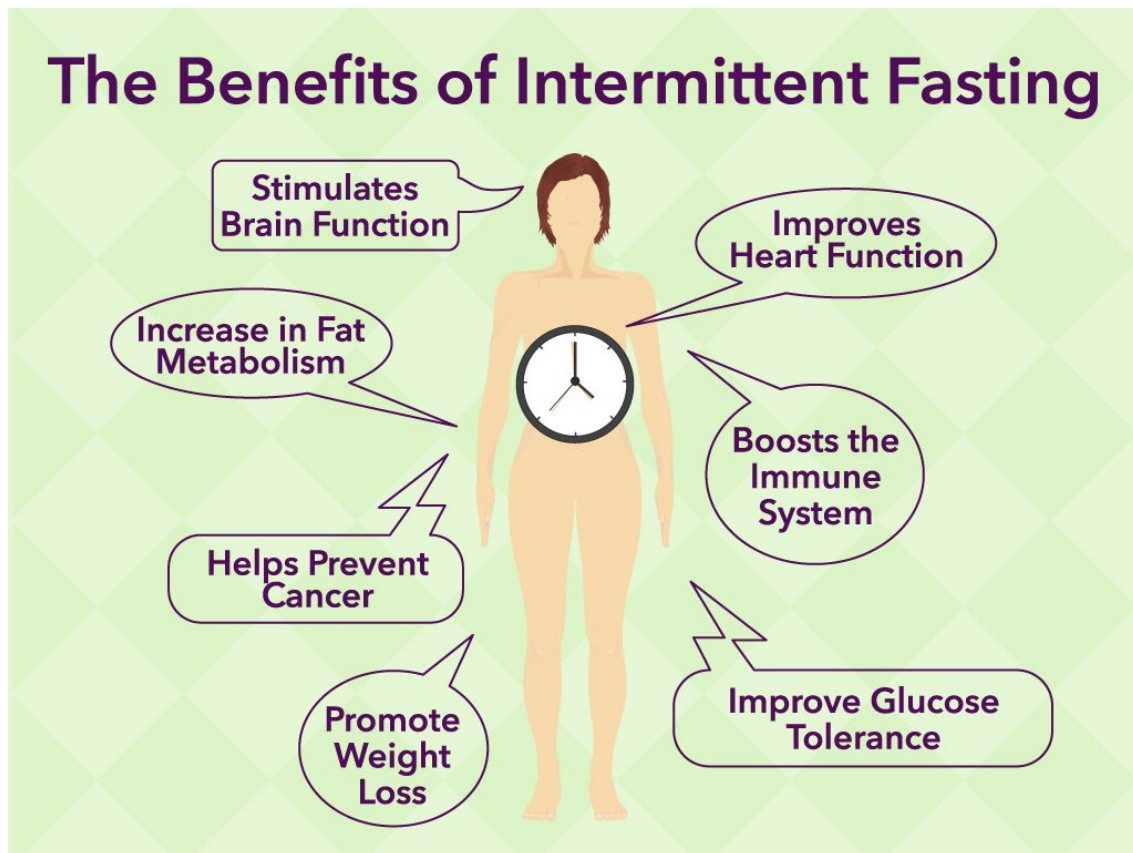 The Benefits of Intermittent Fasting
Stimulates
Brain Function
Improves
Heart Function
Increase in Fat
Metabolism
Boosts the
Immune
System
Helps Prevent
Cancer
Improve Glucose
Tolerance
Promote
Weight
Loss